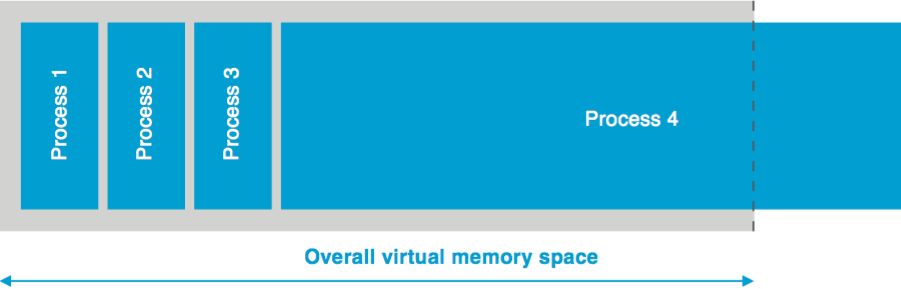 Process 1
Process 2
Process 3
Process 4
Overall virtual memory space